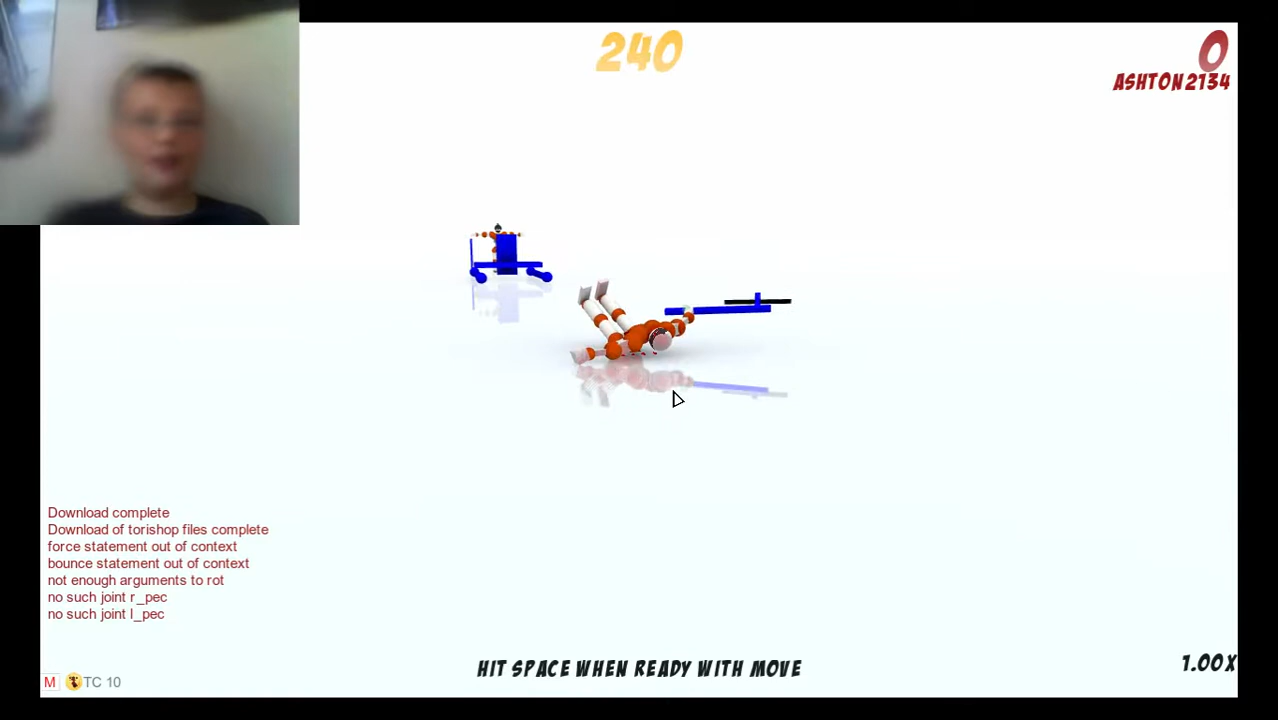 240
0
ASHTON2134
Download complete
Download of torishop files complete
force statement out of context
bounce statement out of context
not enough arguments to rot
no such joint r_pec
no such joint l_pec
HIT SPACE WHEN READY WITH MOVE
1.00X
M TC 10